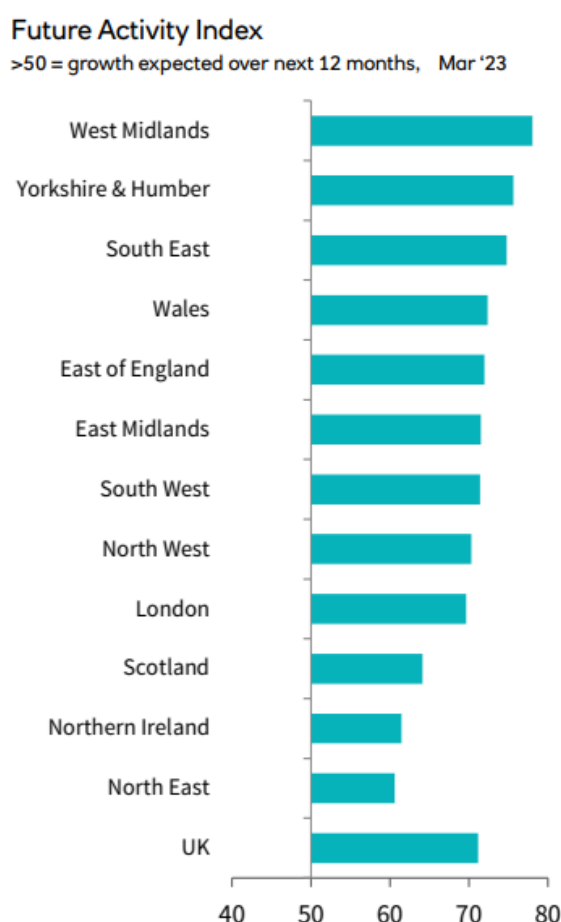 Future Activity Index
>50 = growth expected over next 12 months, Mar ‘23
West Midlands
Yorkshire & Humber
South East
Wales
East of England
East Midlands
South West
North West
London
Scotland
Northern Ireland
North East
UK
40 50 60 70 80